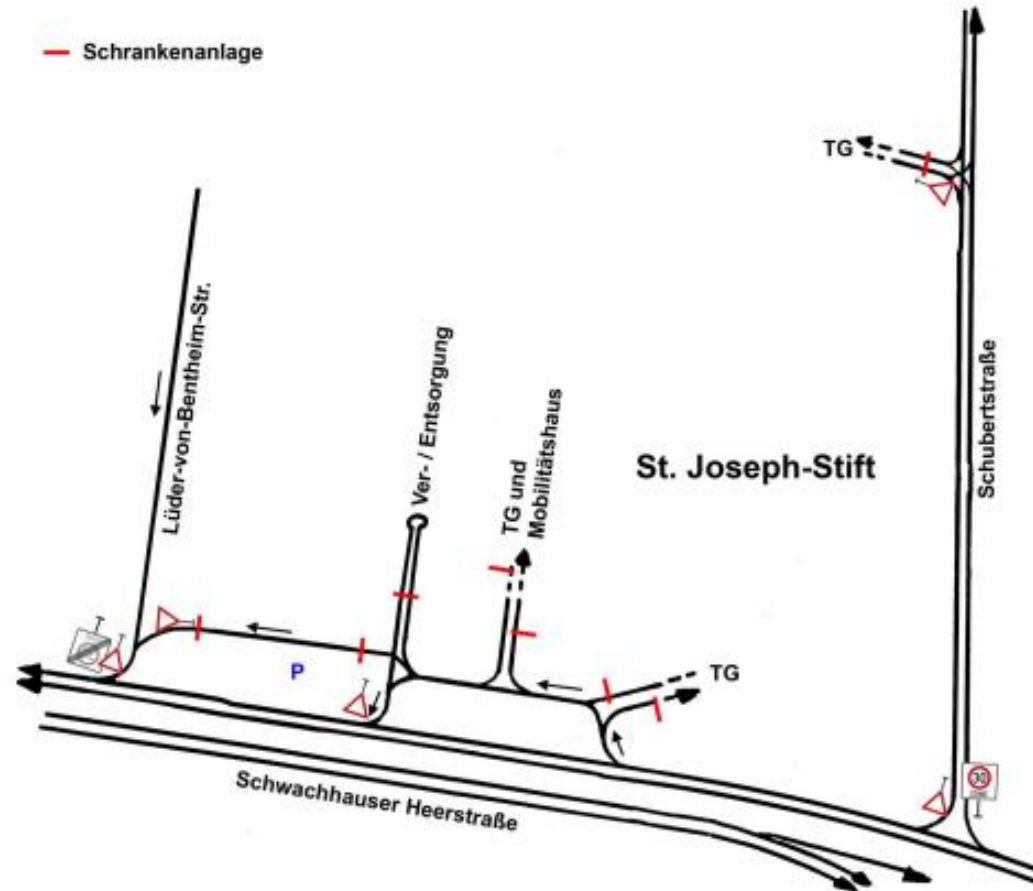 Schrankenanlage
TG
Lüder-von-Bentheim-Str.
Ver- / Entsorgung
TG und
Mobilitätshaus
St. Joseph-Stift
Schubertstraße
P
TG
30
Schwachhauser Heerstraße